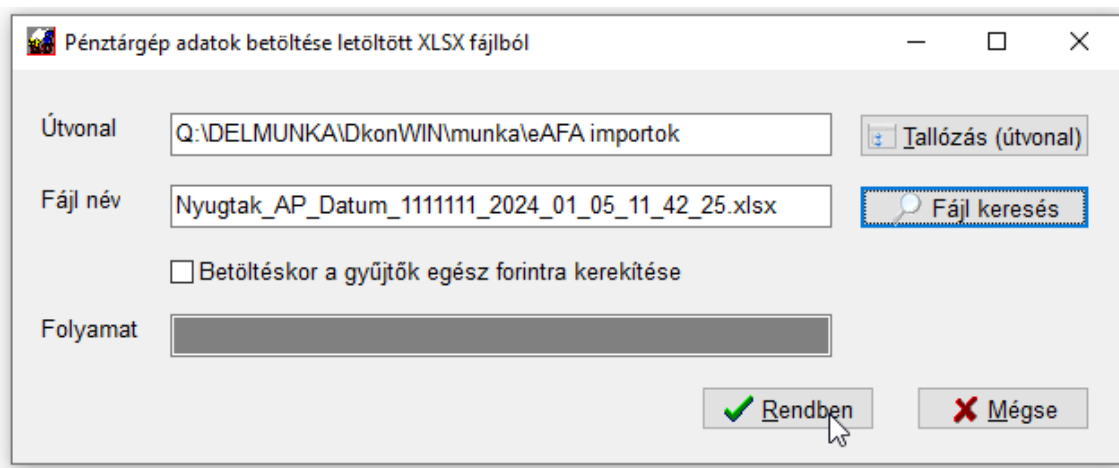 Pénztárgép adatok betöltése letöltött XLSX fájlból
Útvonal
Q:\DELMUNKA\DkonWIN\munka\eAFA importok
Tallózás (útvonal)
Fájl név
Nyugtak_AP_Datum_1111111_2024_01_05_11_42_25.xlsx
Fájl keresés
Betöltéskor a gyűjtők egész forintra kerekítése
Folyamat
Rendben
Mégse